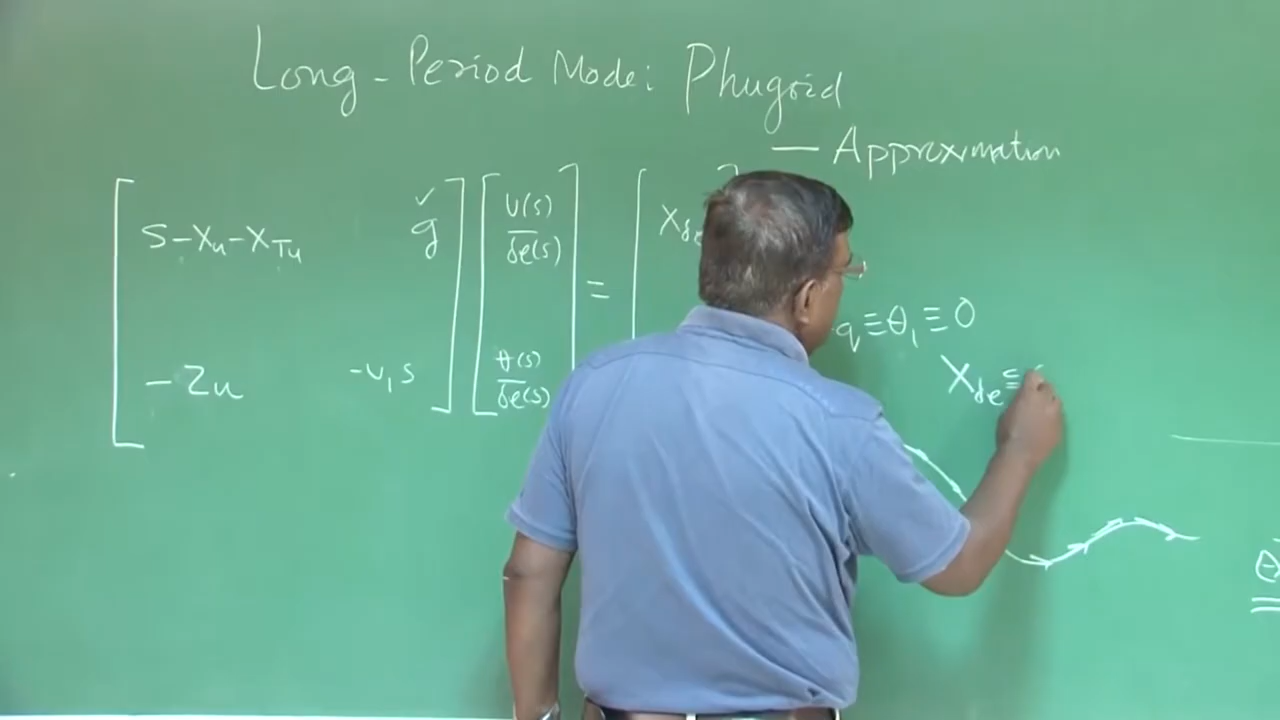 Long-Period Mode: Phugoid
— Approximation
[ s-Xu-XTu g ] [ u(s)/δe(s) ] = [ Xδe ]
q ≡ θ₁ ≡ 0
-Zu -u₁s θ(s)/δe(s)
Xδe ≡
θ